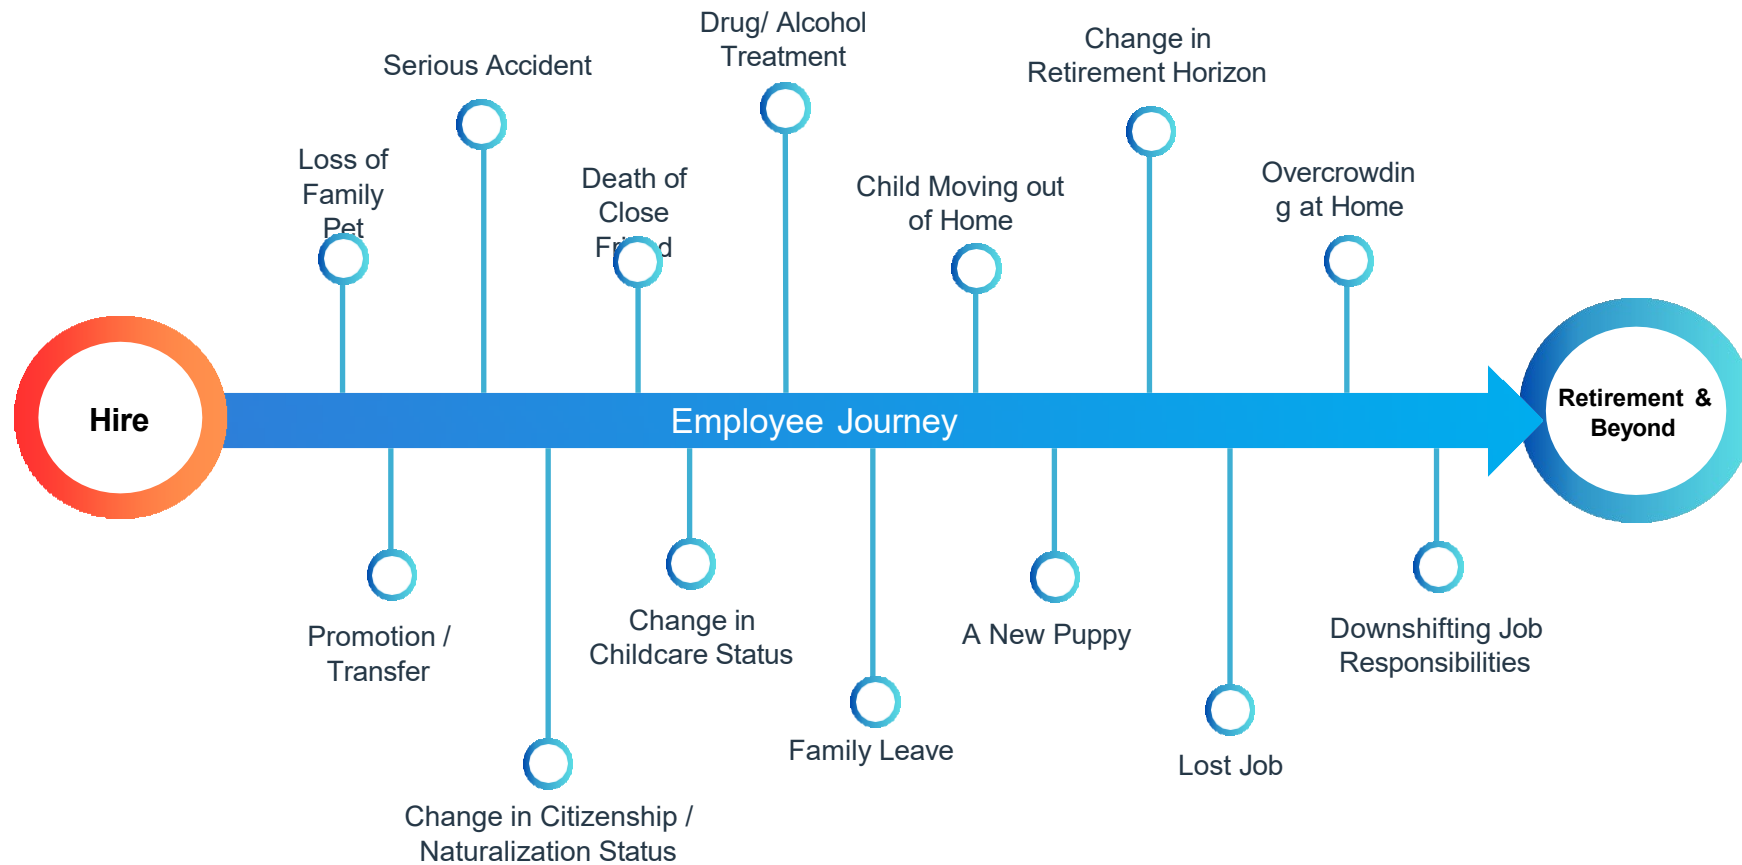 Drug/ Alcohol
Treatment
Change in
Retirement Horizon
Serious Accident
Loss of
Family
Pet
Death of
Close
Friend
Child Moving out
of Home
Overcrowdin
g at Home
Hire
Employee Journey
Retirement &
Beyond
Promotion /
Transfer
Change in
Childcare Status
A New Puppy
Downshifting Job
Responsibilities
Family Leave
Lost Job
Change in Citizenship /
Naturalization Status